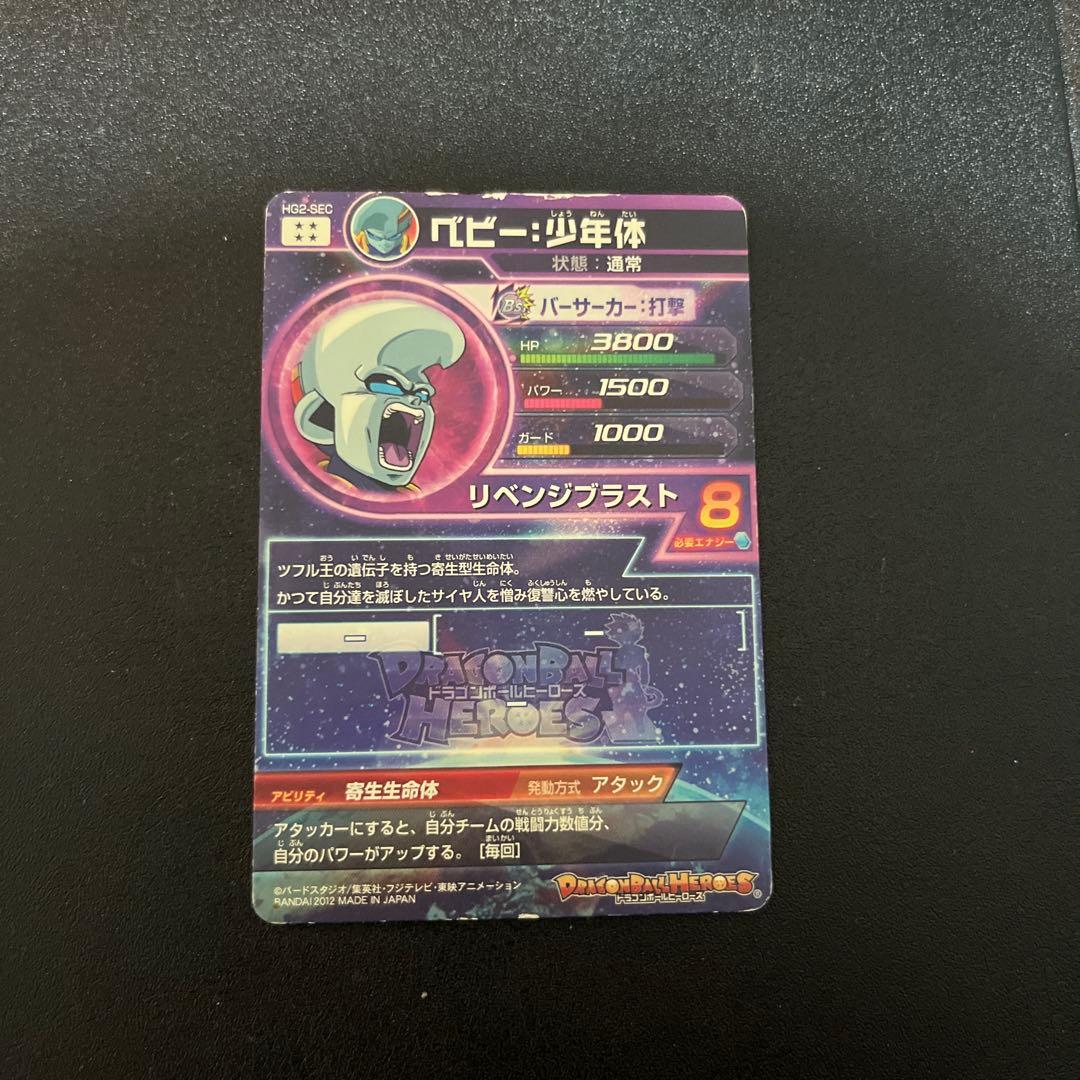 HG2-SEC
ベビー:少年体
しょう ねん たい
状態:通常
Bs バーサーカー:打撃
HP 3800
パワー 1500
ガード 1000
リベンジブラスト 8
必要エナジー
ツフル王の遺伝子を持つ寄生型生命体。
かつて自分達を滅ぼしたサイヤ人を憎み復讐心を燃やしている。
DRAGONBALL
ドラゴンボールヒーローズ
HEROES
アビリティ 寄生生命体 発動方式 アタック
アタッカーにすると、自分チームの戦闘力数値分、
自分のパワーがアップする。[毎回]
©バードスタジオ/集英社・フジテレビ・東映アニメーション
BANDAI 2012 MADE IN JAPAN
DRAGONBALL HEROES®
ドラゴンボールヒーローズ